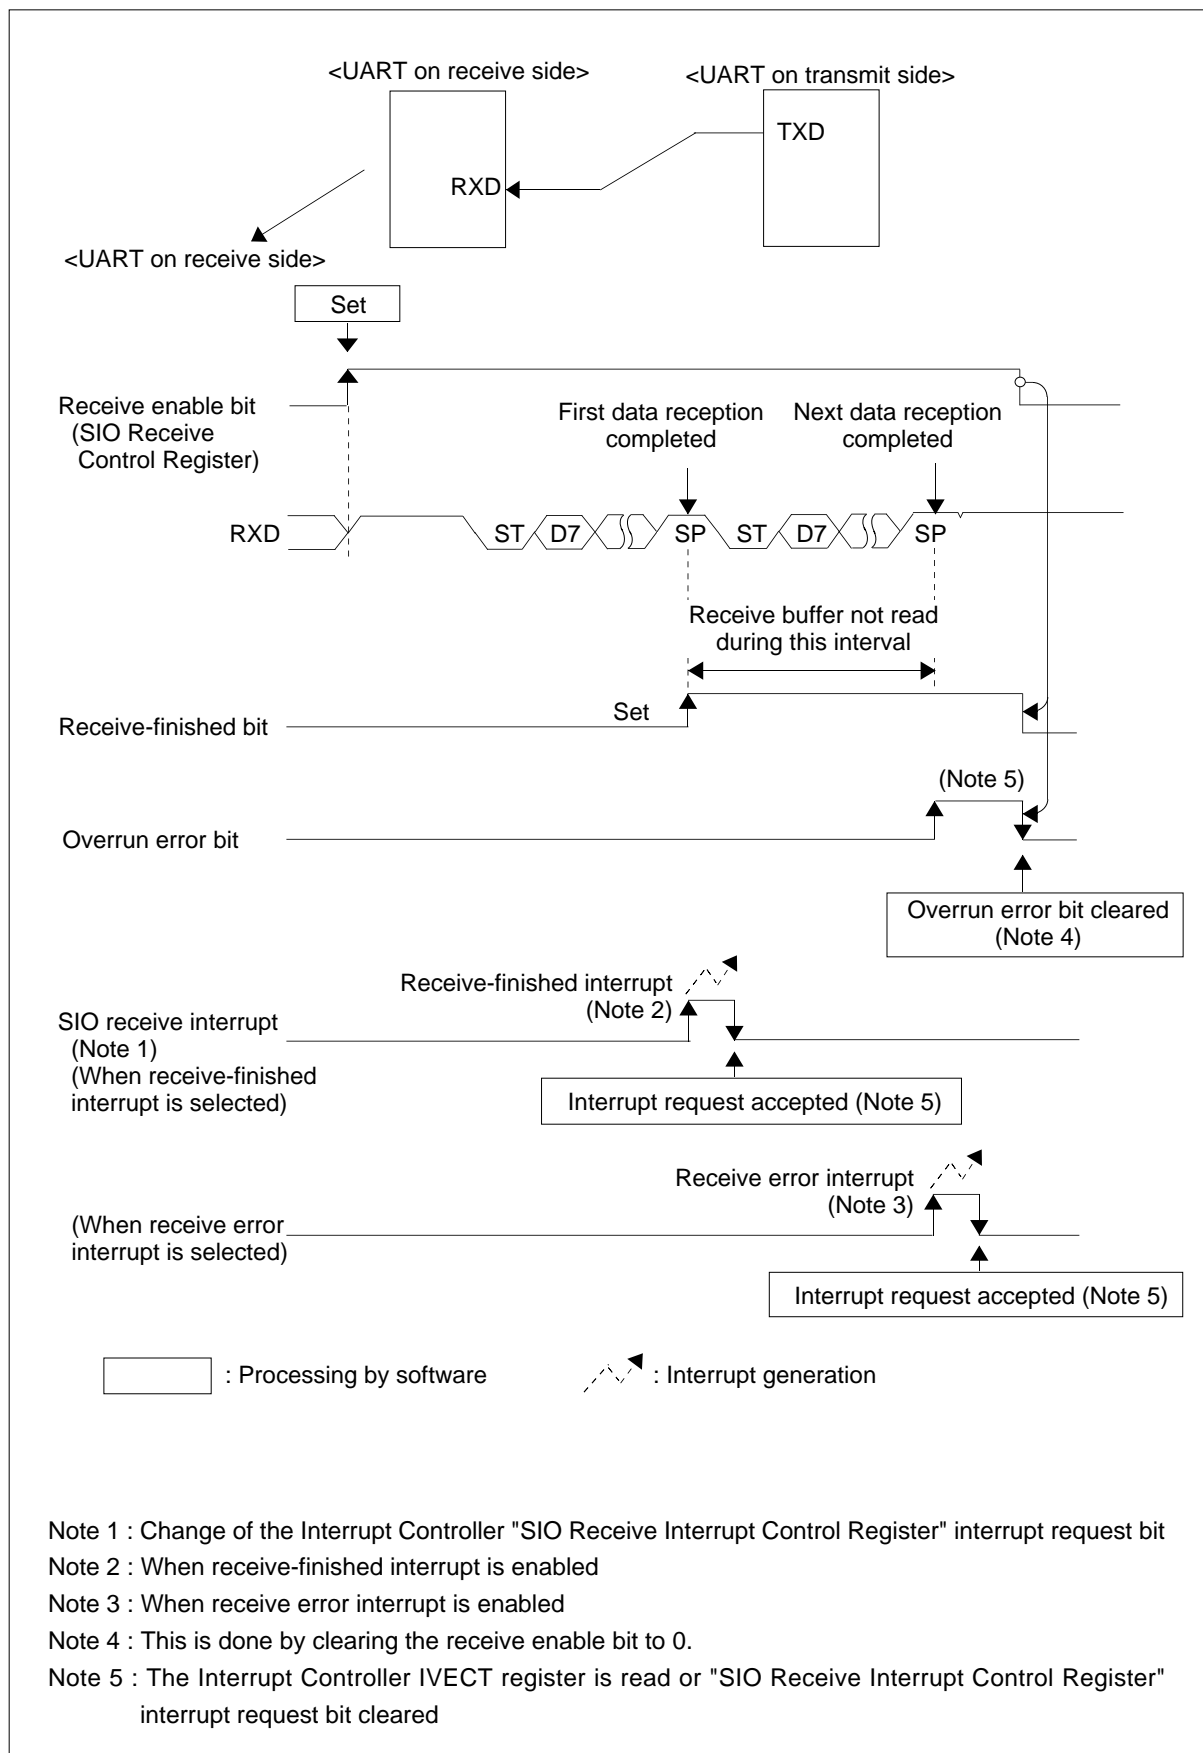 <UART on receive side>
<UART on transmit side>
TXD
RXD
<UART on receive side>
Set
Receive enable bit
(SIO Receive
Control Register)
First data reception
completed
Next data reception
completed
RXD
ST
D7
SP
ST
D7
SP
Receive buffer not read
during this interval
Set
Receive-finished bit
(Note 5)
Overrun error bit
Overrun error bit cleared
(Note 4)
Receive-finished interrupt
(Note 2)
SIO receive interrupt
(Note 1)
(When receive-finished
interrupt is selected)
Interrupt request accepted (Note 5)
Receive error interrupt
(Note 3)
(When receive error
interrupt is selected)
Interrupt request accepted (Note 5)
: Processing by software
: Interrupt generation
Note 1 : Change of the Interrupt Controller "SIO Receive Interrupt Control Register" interrupt request bit
Note 2 : When receive-finished interrupt is enabled
Note 3 : When receive error interrupt is enabled
Note 4 : This is done by clearing the receive enable bit to 0.
Note 5 : The Interrupt Controller IVECT register is read or "SIO Receive Interrupt Control Register"
interrupt request bit cleared